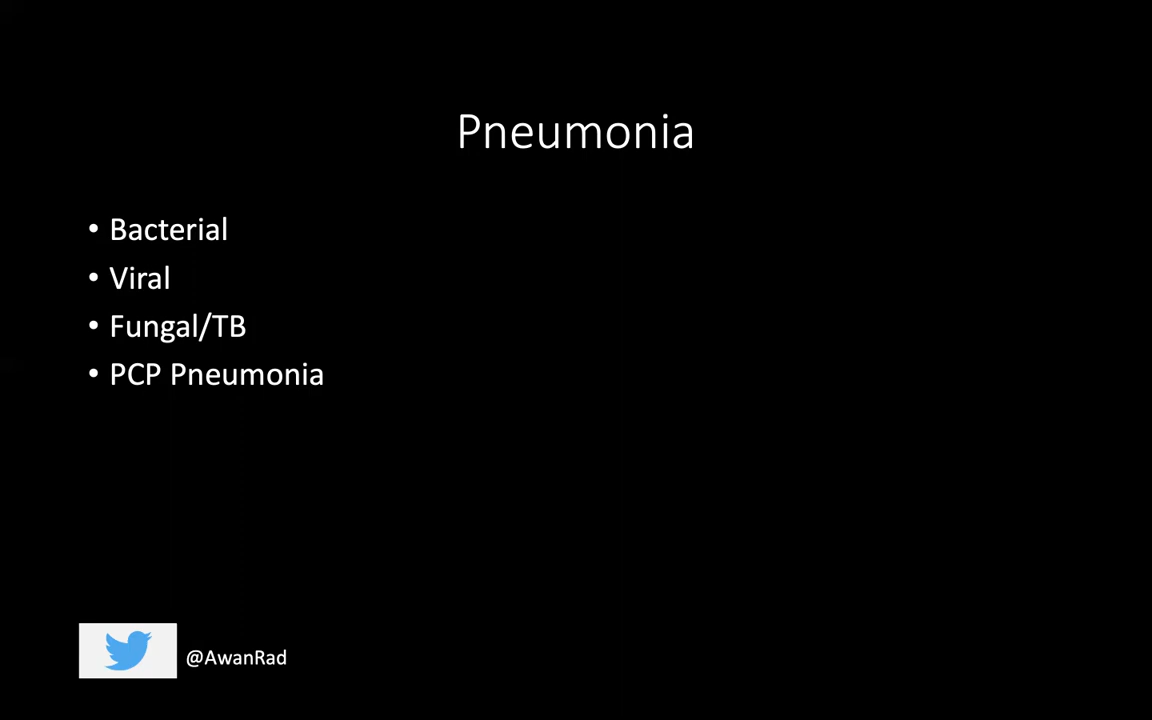 Pneumonia
• Bacterial
• Viral
• Fungal/TB
• PCP Pneumonia
@AwanRad